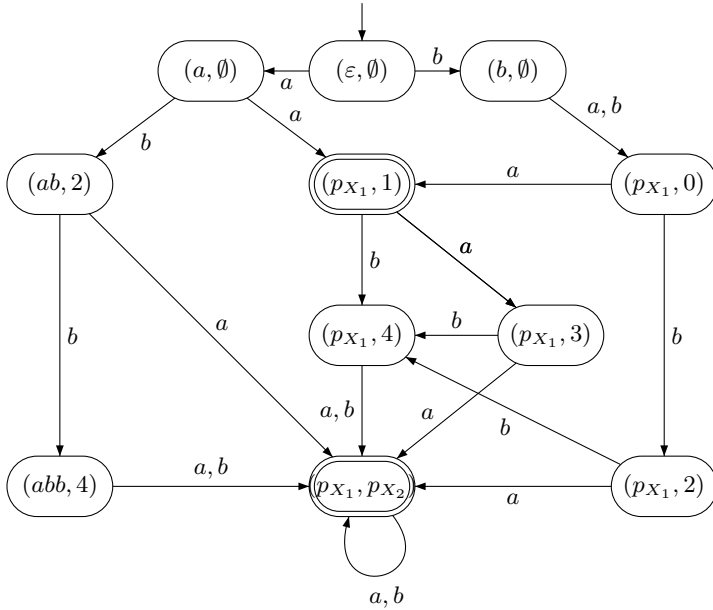 (a, ∅) a (ε, ∅) b (b, ∅)
b a a, b
(ab, 2) (p_{X_1}, 1) a (p_{X_1}, 0)
a
b
b a (p_{X_1}, 4) b (p_{X_1}, 3) b
a, b a b
(abb, 4) a, b (p_{X_1}, p_{X_2}) a (p_{X_1}, 2)
a, b